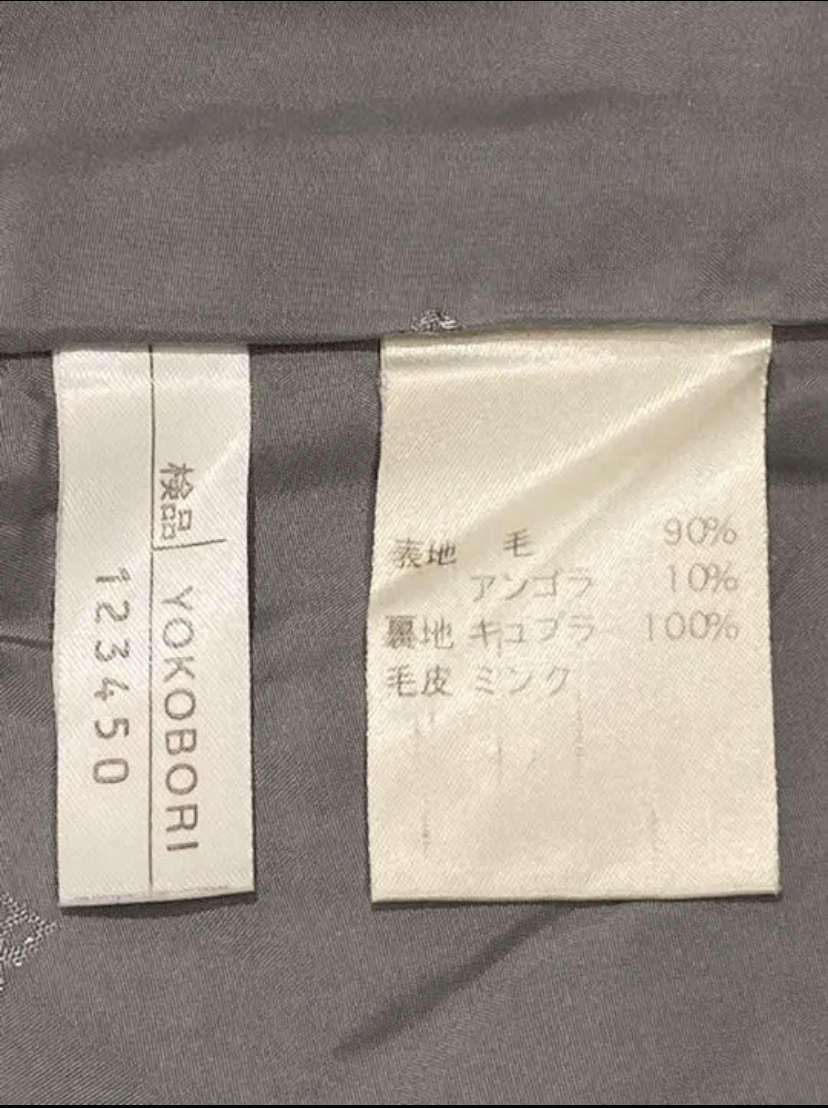 検品
YOKOBORI
123450
表地 毛 90%
アンゴラ 10%
裏地 キュプラ 100%
毛皮 ミンク